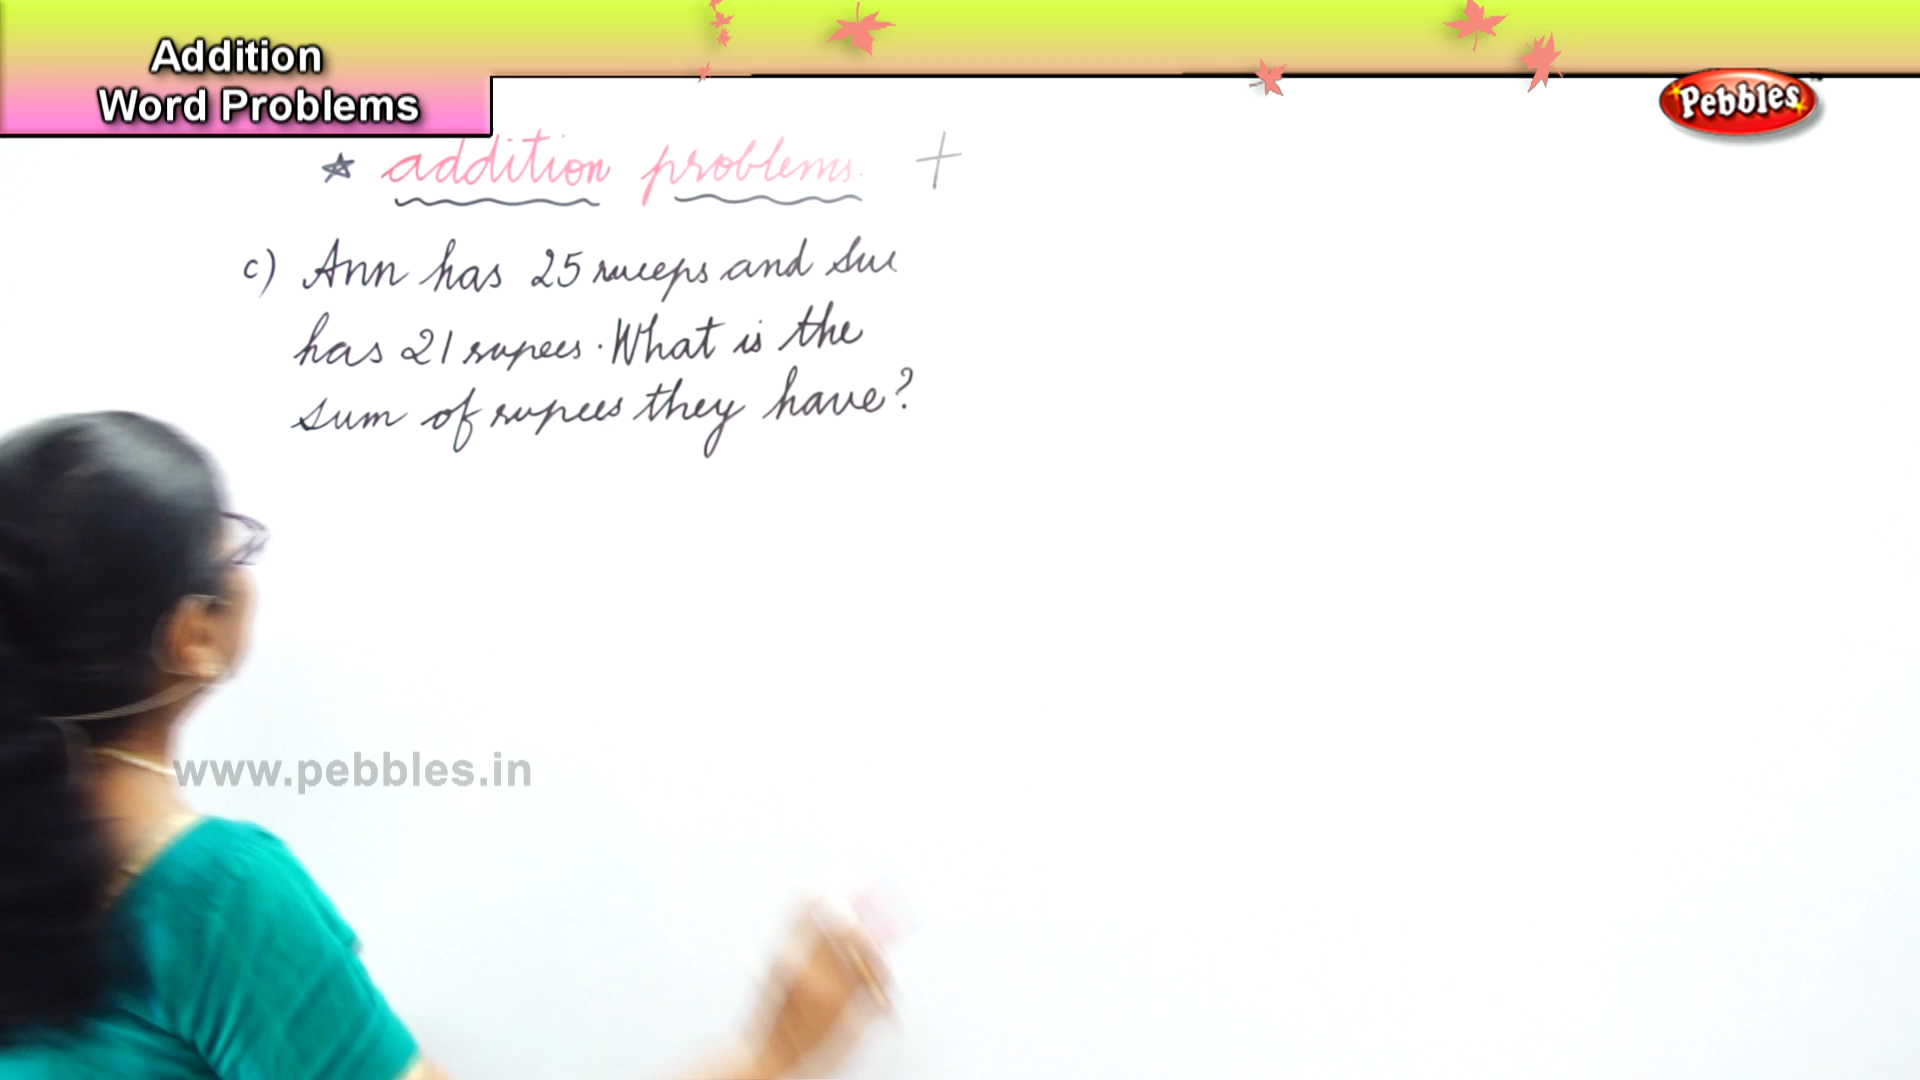 Addition
Word Problems
Pebbles
addition problems. +
c) Ann has 25 ruceps and Sue
has 21 rupees. What is the
sum of rupees they have?
www.pebbles.in